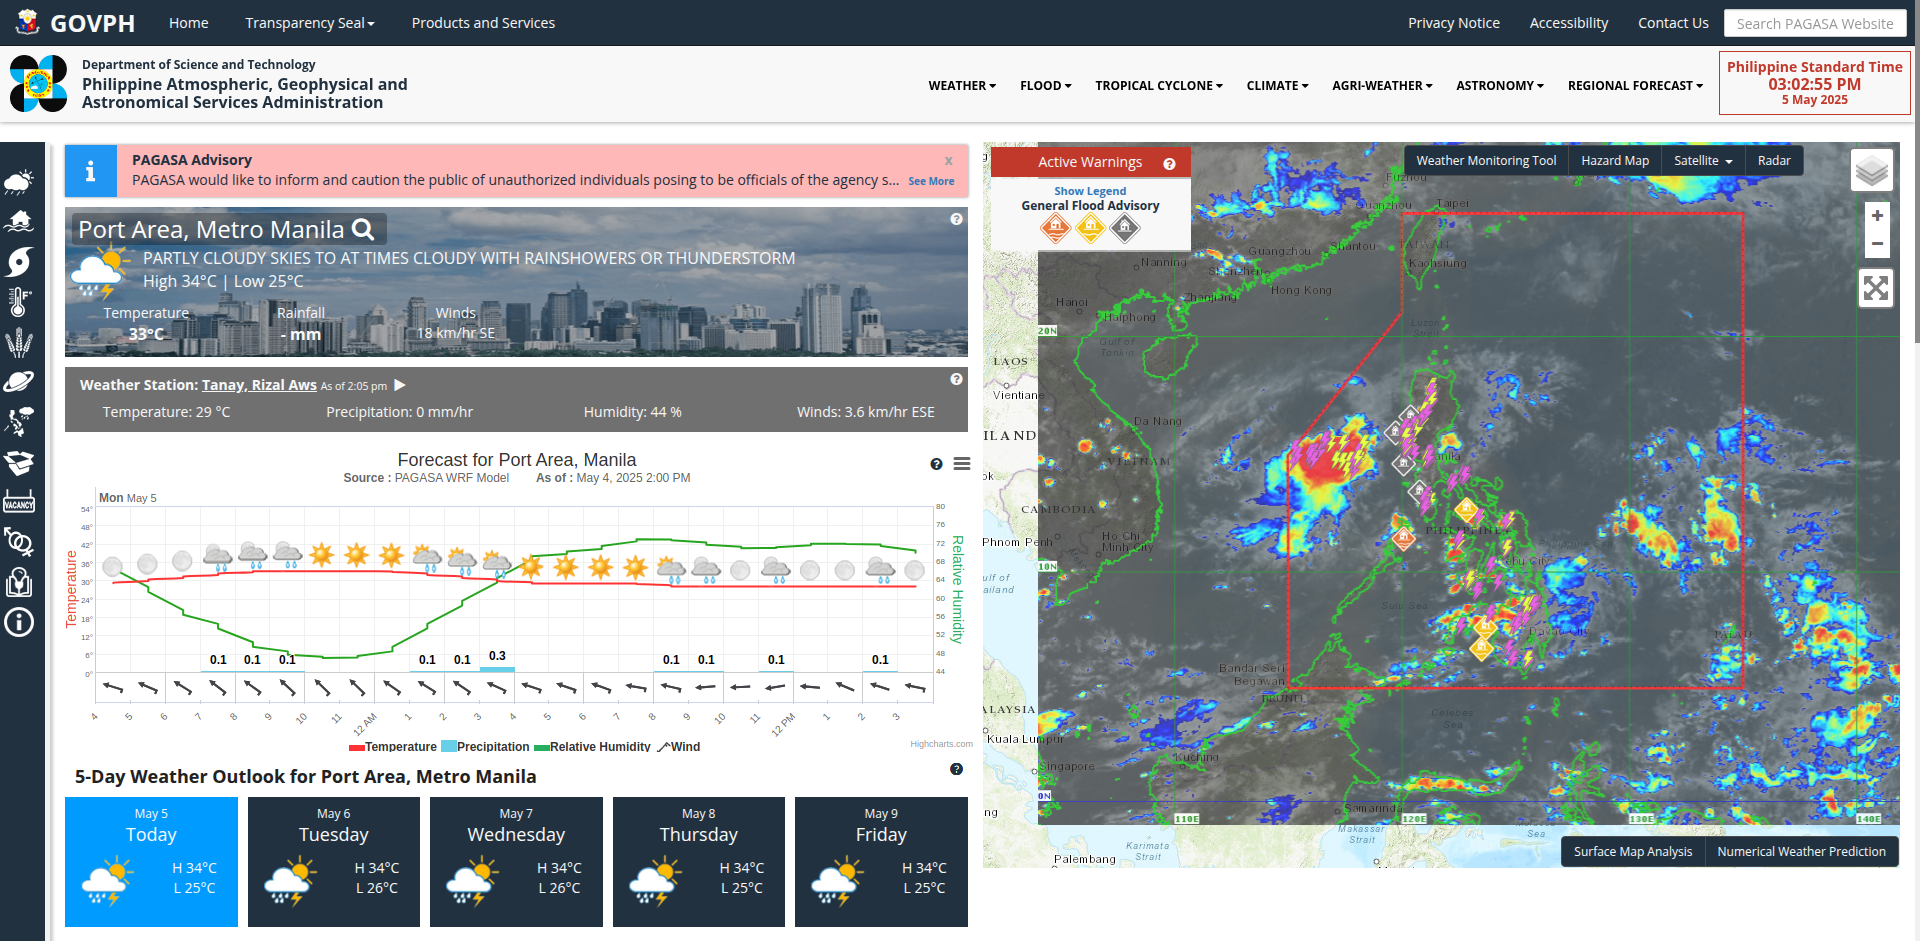 GOVPH
Home
Transparency Seal
Products and Services
Privacy Notice
Accessibility
Contact Us
Search PAGASA Website
Department of Science and Technology
Philippine Atmospheric, Geophysical and
Astronomical Services Administration
WEATHER
FLOOD
TROPICAL CYCLONE
CLIMATE
AGRI-WEATHER
ASTRONOMY
REGIONAL FORECAST
Philippine Standard Time
03:02:55 PM
5 May 2025
VACANCY
PAGASA Advisory
x
PAGASA would like to inform and caution the public of unauthorized individuals posing to be officials of the agency s...
See More
Port Area, Metro Manila
PARTLY CLOUDY SKIES TO AT TIMES CLOUDY WITH RAINSHOWERS OR THUNDERSTORM
High 34°C | Low 25°C
Temperature
33°C
Rainfall
- mm
Winds
18 km/hr SE
Weather Station: Tanay, Rizal Aws As of 2:05 pm
Temperature: 29 °C
Precipitation: 0 mm/hr
Humidity: 44 %
Winds: 3.6 km/hr ESE
Forecast for Port Area, Manila
Source : PAGASA WRF Model
As of : May 4, 2025 2:00 PM
Mon May 5
Temperature
54°
48°
42°
36°
30°
24°
18°
12°
6°
0°
80
76
72
68
64
60
56
52
48
44
Relative Humidity
0.1
0.1
0.1
0.1
0.1
0.3
0.1
0.1
0.1
0.1
4
5
6
7
8
9
10
11
12 AM
1
2
3
4
5
6
7
8
9
10
11
12 PM
1
2
3
Temperature
Precipitation
Relative Humidity
Wind
Highcharts.com
5-Day Weather Outlook for Port Area, Metro Manila
May 5
Today
H 34°C
L 25°C
May 6
Tuesday
H 34°C
L 26°C
May 7
Wednesday
H 34°C
L 26°C
May 8
Thursday
H 34°C
L 25°C
May 9
Friday
H 34°C
L 25°C
Active Warnings
Show Legend
General Flood Advisory
Weather Monitoring Tool
Hazard Map
Satellite
Radar
+
−
Fuzhou
Quanzhou
Taipei
TAIWAN
Kaohsiung
Shantou
Guangzhou
Shenzhen
Hong Kong
Nanning
Zhanjiang
Hanoi
Haiphong
Gulf of
Tonkin
Luzon
Strait
20N
LAOS
Vientiane
Da Nang
ILAND
VIETNAM
ok
CAMBODIA
Phnom Penh
Ho Chi
Minh City
10N
ulf of
ailand
anila
PHILIPPINES
ebu City
Sulu Sea
Davao City
PALAU
Bandar Seri
Begawan
BRUNEI
ALAYSIA
Kuala Lumpur
Celebes
Sea
Kuching
Singapore
0N
ng
Samarinda
110E
120E
130E
140E
Makassar
Strait
Karimata
Strait
Palembang
Sea
Surface Map Analysis
Numerical Weather Prediction